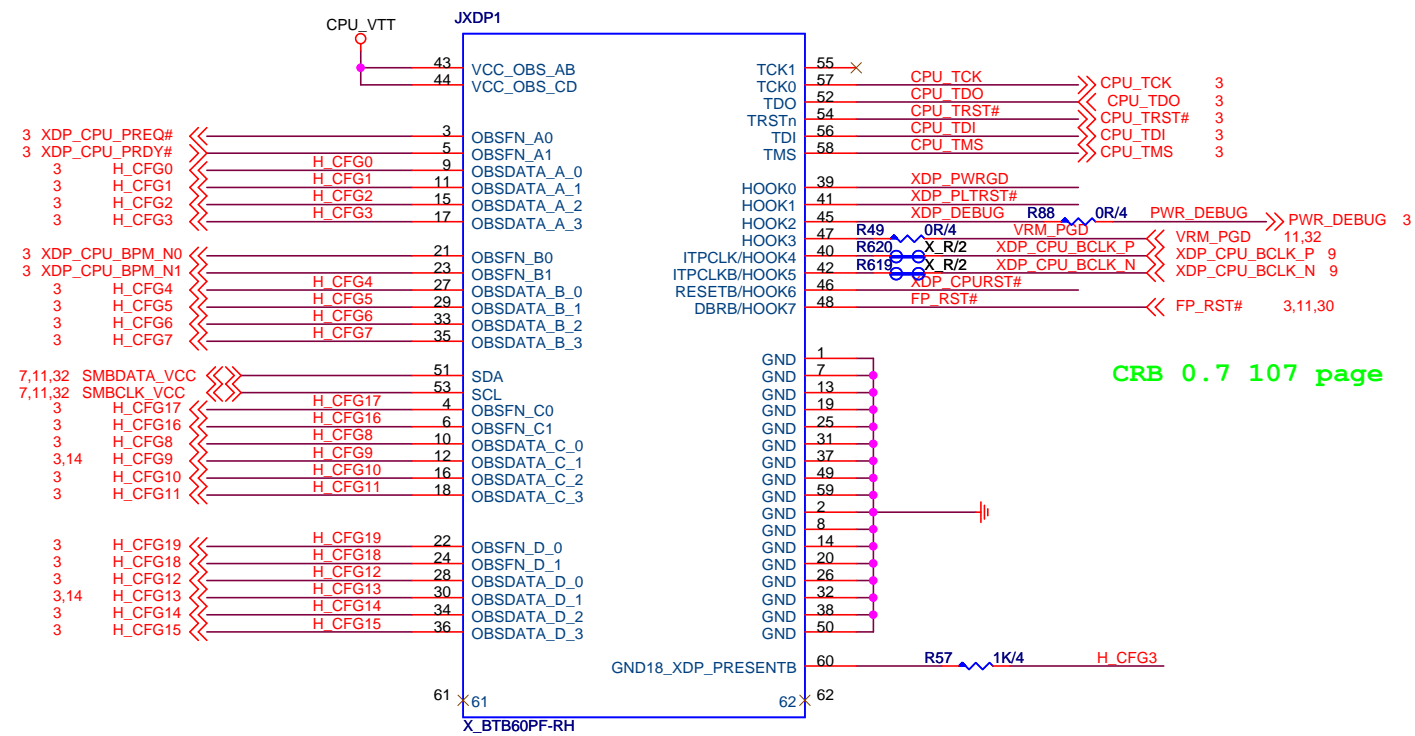 CPU_VTT
JXDP1
43 VCC_OBS_AB
44 VCC_OBS_CD
3 XDP_CPU_PREQ# 3 OBSFN_A0
3 XDP_CPU_PRDY# 5 OBSFN_A1
3 H_CFG0 H_CFG0 9 OBSDATA_A_0
3 H_CFG1 H_CFG1 11 OBSDATA_A_1
3 H_CFG2 H_CFG2 15 OBSDATA_A_2
3 H_CFG3 H_CFG3 17 OBSDATA_A_3
3 XDP_CPU_BPM_N0 21 OBSFN_B0
3 XDP_CPU_BPM_N1 23 OBSFN_B1
3 H_CFG4 H_CFG4 27 OBSDATA_B_0
3 H_CFG5 H_CFG5 29 OBSDATA_B_1
3 H_CFG6 H_CFG6 33 OBSDATA_B_2
3 H_CFG7 H_CFG7 35 OBSDATA_B_3
7,11,32 SMBDATA_VCC 51 SDA
7,11,32 SMBCLK_VCC 53 SCL
3 H_CFG17 H_CFG17 4 OBSFN_C0
3 H_CFG16 H_CFG16 6 OBSFN_C1
3 H_CFG8 H_CFG8 10 OBSDATA_C_0
3,14 H_CFG9 H_CFG9 12 OBSDATA_C_1
3 H_CFG10 H_CFG10 16 OBSDATA_C_2
3 H_CFG11 H_CFG11 18 OBSDATA_C_3
3 H_CFG19 H_CFG19 22 OBSFN_D_0
3 H_CFG18 H_CFG18 24 OBSFN_D_1
3 H_CFG12 H_CFG12 28 OBSDATA_D_0
3,14 H_CFG13 H_CFG13 30 OBSDATA_D_1
3 H_CFG14 H_CFG14 34 OBSDATA_D_2
3 H_CFG15 H_CFG15 36 OBSDATA_D_3
61 61
TCK1 55
TCK0 57 CPU_TCK CPU_TCK 3
TDO 52 CPU_TDO CPU_TDO 3
TRSTn 54 CPU_TRST# CPU_TRST# 3
TDI 56 CPU_TDI CPU_TDI 3
TMS 58 CPU_TMS CPU_TMS 3
HOOK0 39 XDP_PWRGD
HOOK1 41 XDP_PLTRST#
HOOK2 45 XDP_DEBUG R88 0R/4 PWR_DEBUG PWR_DEBUG 3
HOOK3 47 R49 0R/4 VRM_PGD VRM_PGD 11,32
ITPCLK/HOOK4 40 R620 X_R/2 XDP_CPU_BCLK_P XDP_CPU_BCLK_P 9
ITPCLKB/HOOK5 42 R619 X_R/2 XDP_CPU_BCLK_N XDP_CPU_BCLK_N 9
RESETB/HOOK6 46 XDP_CPURST#
DBRB/HOOK7 48 FP_RST# FP_RST# 3,11,30
GND 1
GND 7
GND 13
GND 19
GND 25
GND 31
GND 37
GND 49
GND 59
GND 2
GND 8
GND 14
GND 20
GND 26
GND 32
GND 38
GND 50
CRB 0.7 107 page
GND18_XDP_PRESENTB 60 R57 1K/4 H_CFG3
62 62
X_BTB60PF-RH